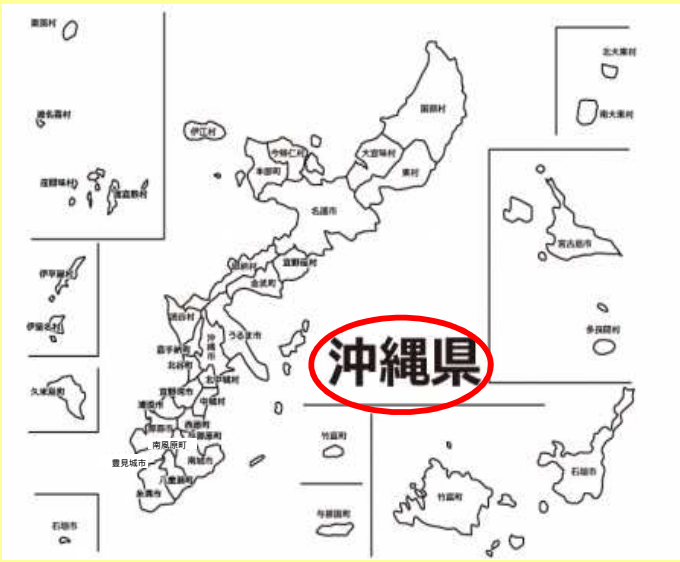 粟国村
北大東村
国頭村
渡名喜村
南大東村
伊江村
今帰仁村
大宜味村
本部町
東村
座間味村
渡嘉敷村
名護市
宮古島市
恩納村
宜野座村
伊平屋村
金武町
読谷村
伊是名村
うるま市
多良間村
沖縄市
嘉手納町
沖縄県
北谷町
北中城村
久米島町
宜野湾市
中城村
浦添市
西原町
那覇市
与那原町
竹富町
南風原町
豊見城市
南城市
石垣市
八重瀬町
糸満市
竹富町
与那国町
石垣市